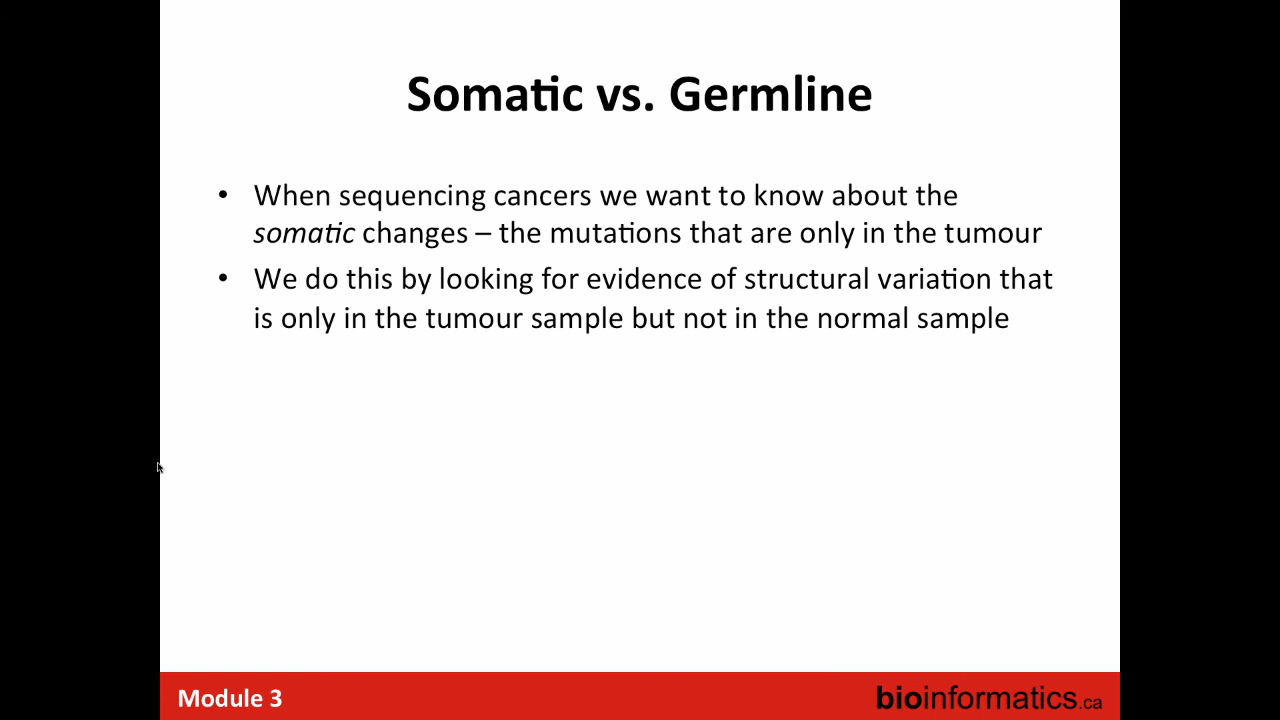 Somatic vs. Germline
• When sequencing cancers we want to know about the
somatic changes – the mutations that are only in the tumour
• We do this by looking for evidence of structural variation that
is only in the tumour sample but not in the normal sample
Module 3
bioinformatics.ca